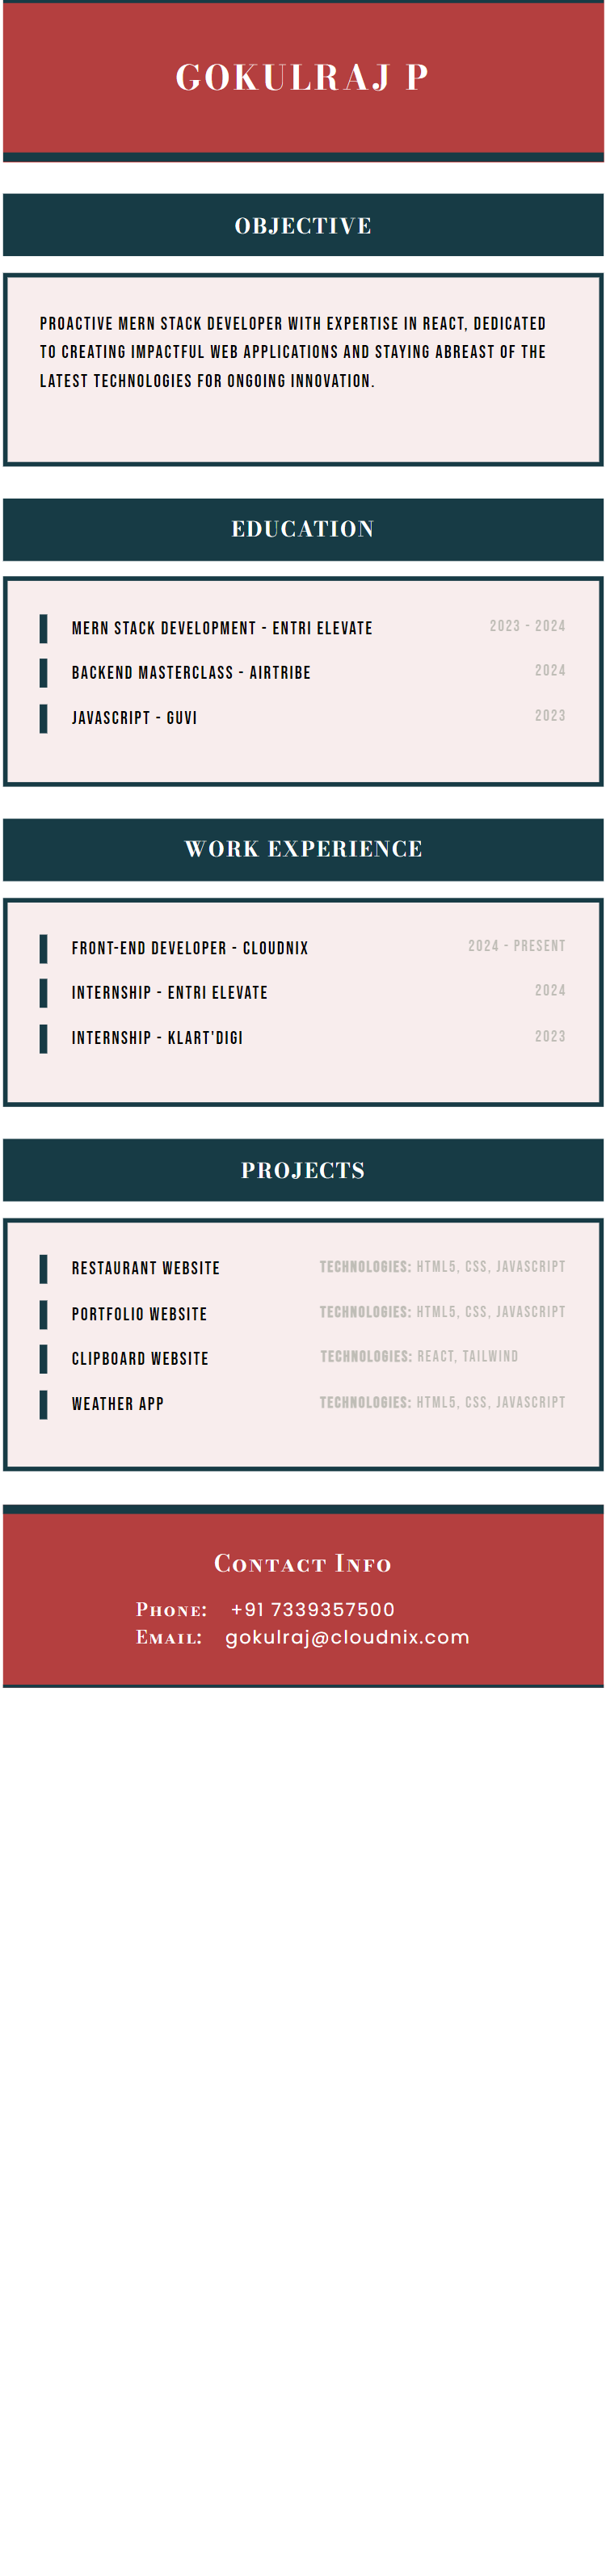 GOKULRAJ P
OBJECTIVE
PROACTIVE MERN STACK DEVELOPER WITH EXPERTISE IN REACT, DEDICATED
TO CREATING IMPACTFUL WEB APPLICATIONS AND STAYING ABREAST OF THE
LATEST TECHNOLOGIES FOR ONGOING INNOVATION.
EDUCATION
MERN STACK DEVELOPMENT - ENTRI ELEVATE 2023 - 2024
BACKEND MASTERCLASS - AIRTRIBE 2024
JAVASCRIPT - GUVI 2023
WORK EXPERIENCE
FRONT-END DEVELOPER - CLOUDNIX 2024 - PRESENT
INTERNSHIP - ENTRI ELEVATE 2024
INTERNSHIP - KLART'DIGI 2023
PROJECTS
RESTAURANT WEBSITE TECHNOLOGIES: HTML5, CSS, JAVASCRIPT
PORTFOLIO WEBSITE TECHNOLOGIES: HTML5, CSS, JAVASCRIPT
CLIPBOARD WEBSITE TECHNOLOGIES: REACT, TAILWIND
WEATHER APP TECHNOLOGIES: HTML5, CSS, JAVASCRIPT
Contact Info
Phone: +91 7339357500
Email: gokulraj@cloudnix.com